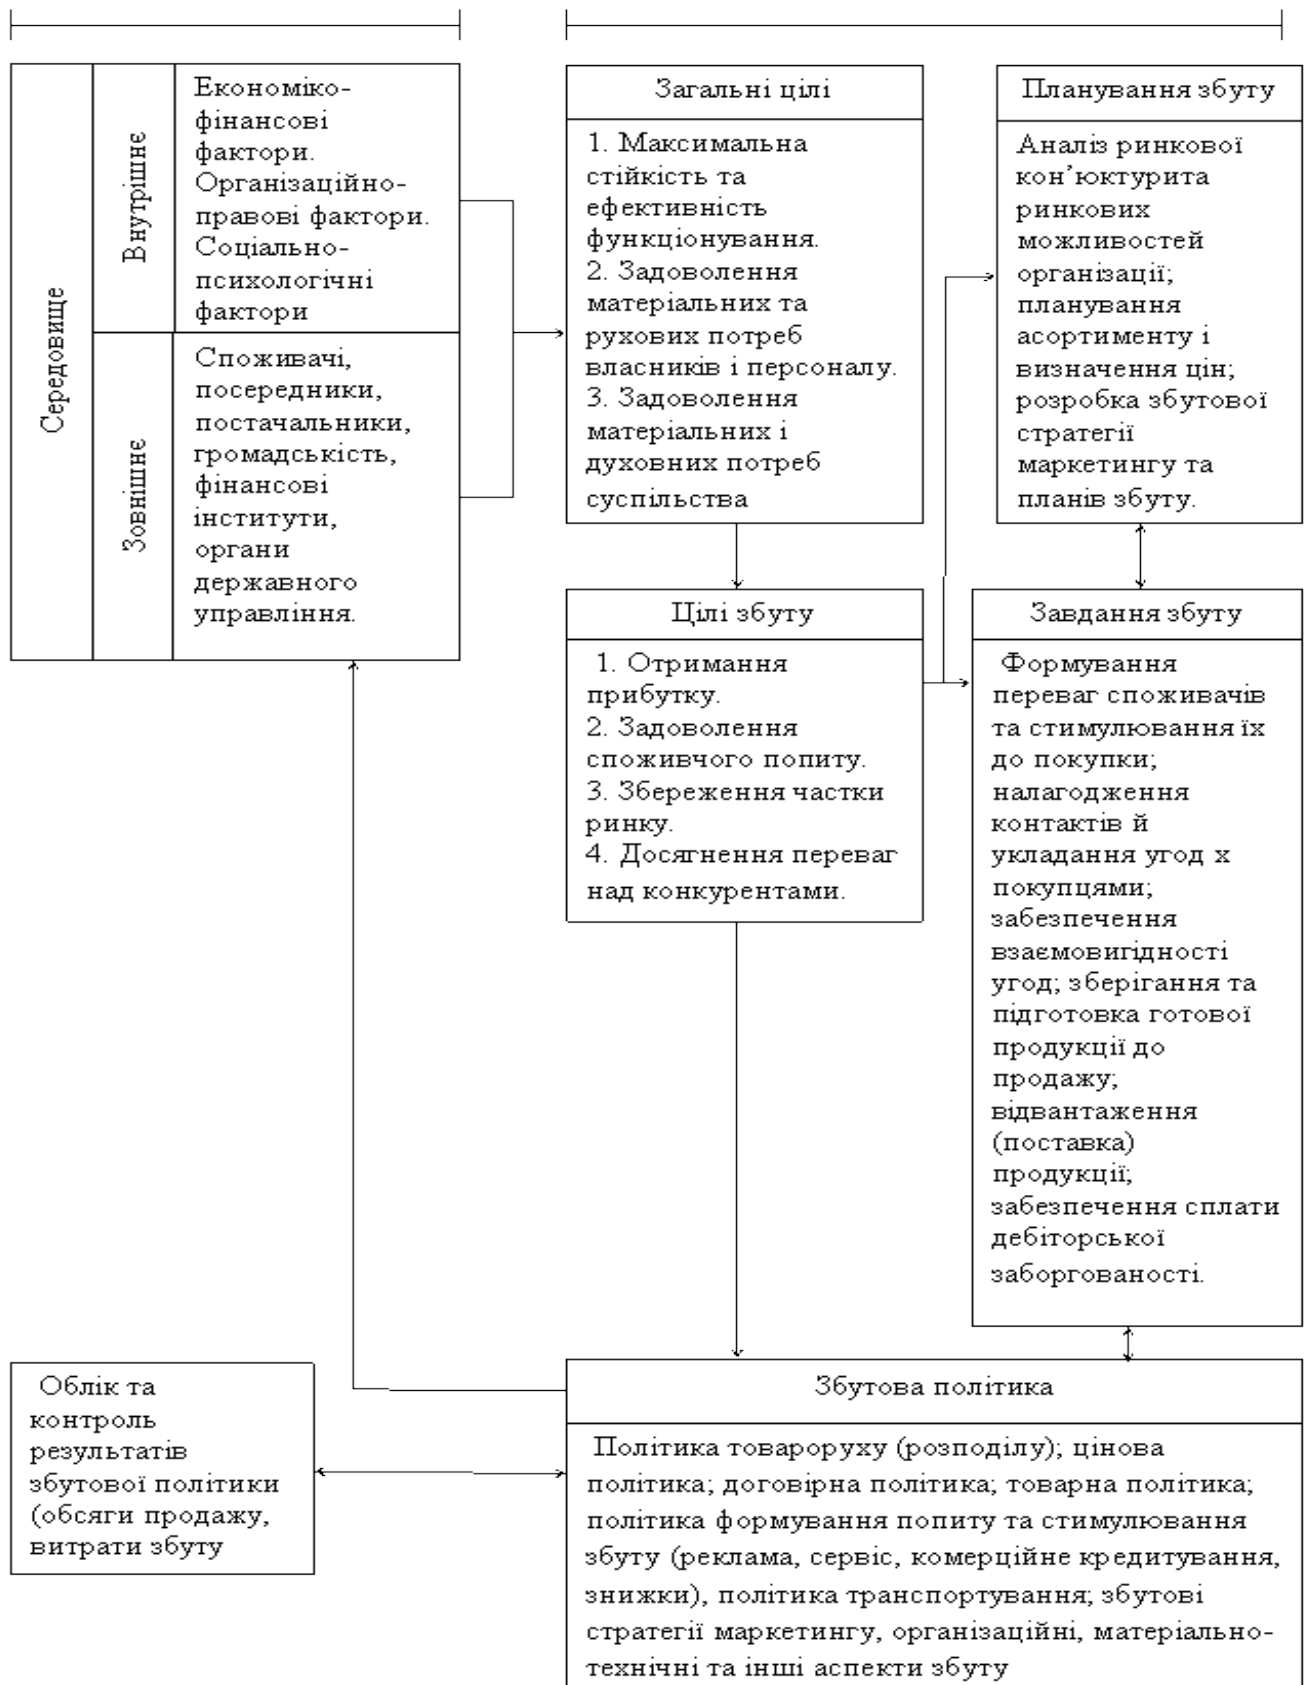 Середовище
Внутрішнє
Економіко-
фінансові
фактори.
Організаційно-
правові фактори.
Соціально-
психологічні
фактори
Зовнішнє
Споживачі,
посередники,
постачальники,
громадськість,
фінансові
інститути,
органи
державного
управління.
Загальні цілі
1. Максимальна
стійкість та
ефективність
функціонування.
2. Задоволення
матеріальних та
рухових потреб
власників і персоналу.
3. Задоволення
матеріальних і
духовних потреб
суспільства
Планування збуту
Аналіз ринкової
кон’юктурита
ринкових
можливостей
організації;
планування
асортименту і
визначення цін;
розробка збутової
стратегії
маркетингу та
планів збуту.
Цілі збуту
1. Отримання
прибутку.
2. Задоволення
споживчого попиту.
3. Збереження частки
ринку.
4. Досягнення переваг
над конкурентами.
Завдання збуту
Формування
переваг споживачів
та стимулювання їх
до покупки;
налагодження
контактів й
укладання угод х
покупцями;
забезпечення
взаємовигідності
угод; зберігання та
підготовка готової
продукції до
продажу;
відвантаження
(поставка)
продукції;
забезпечення сплати
дебіторської
заборгованості.
Облік та
контроль
результатів
збутової політики
(обсяги продажу,
витрати збуту
Збутова політика
Політика товароруху (розподілу); цінова
політика; договірна політика; товарна політика;
політика формування попиту та стимулювання
збуту (реклама, сервіс, комерційне кредитування,
знижки), політика транспортування; збутові
стратегії маркетингу, організаційні, матеріально-
технічні та інші аспекти збуту